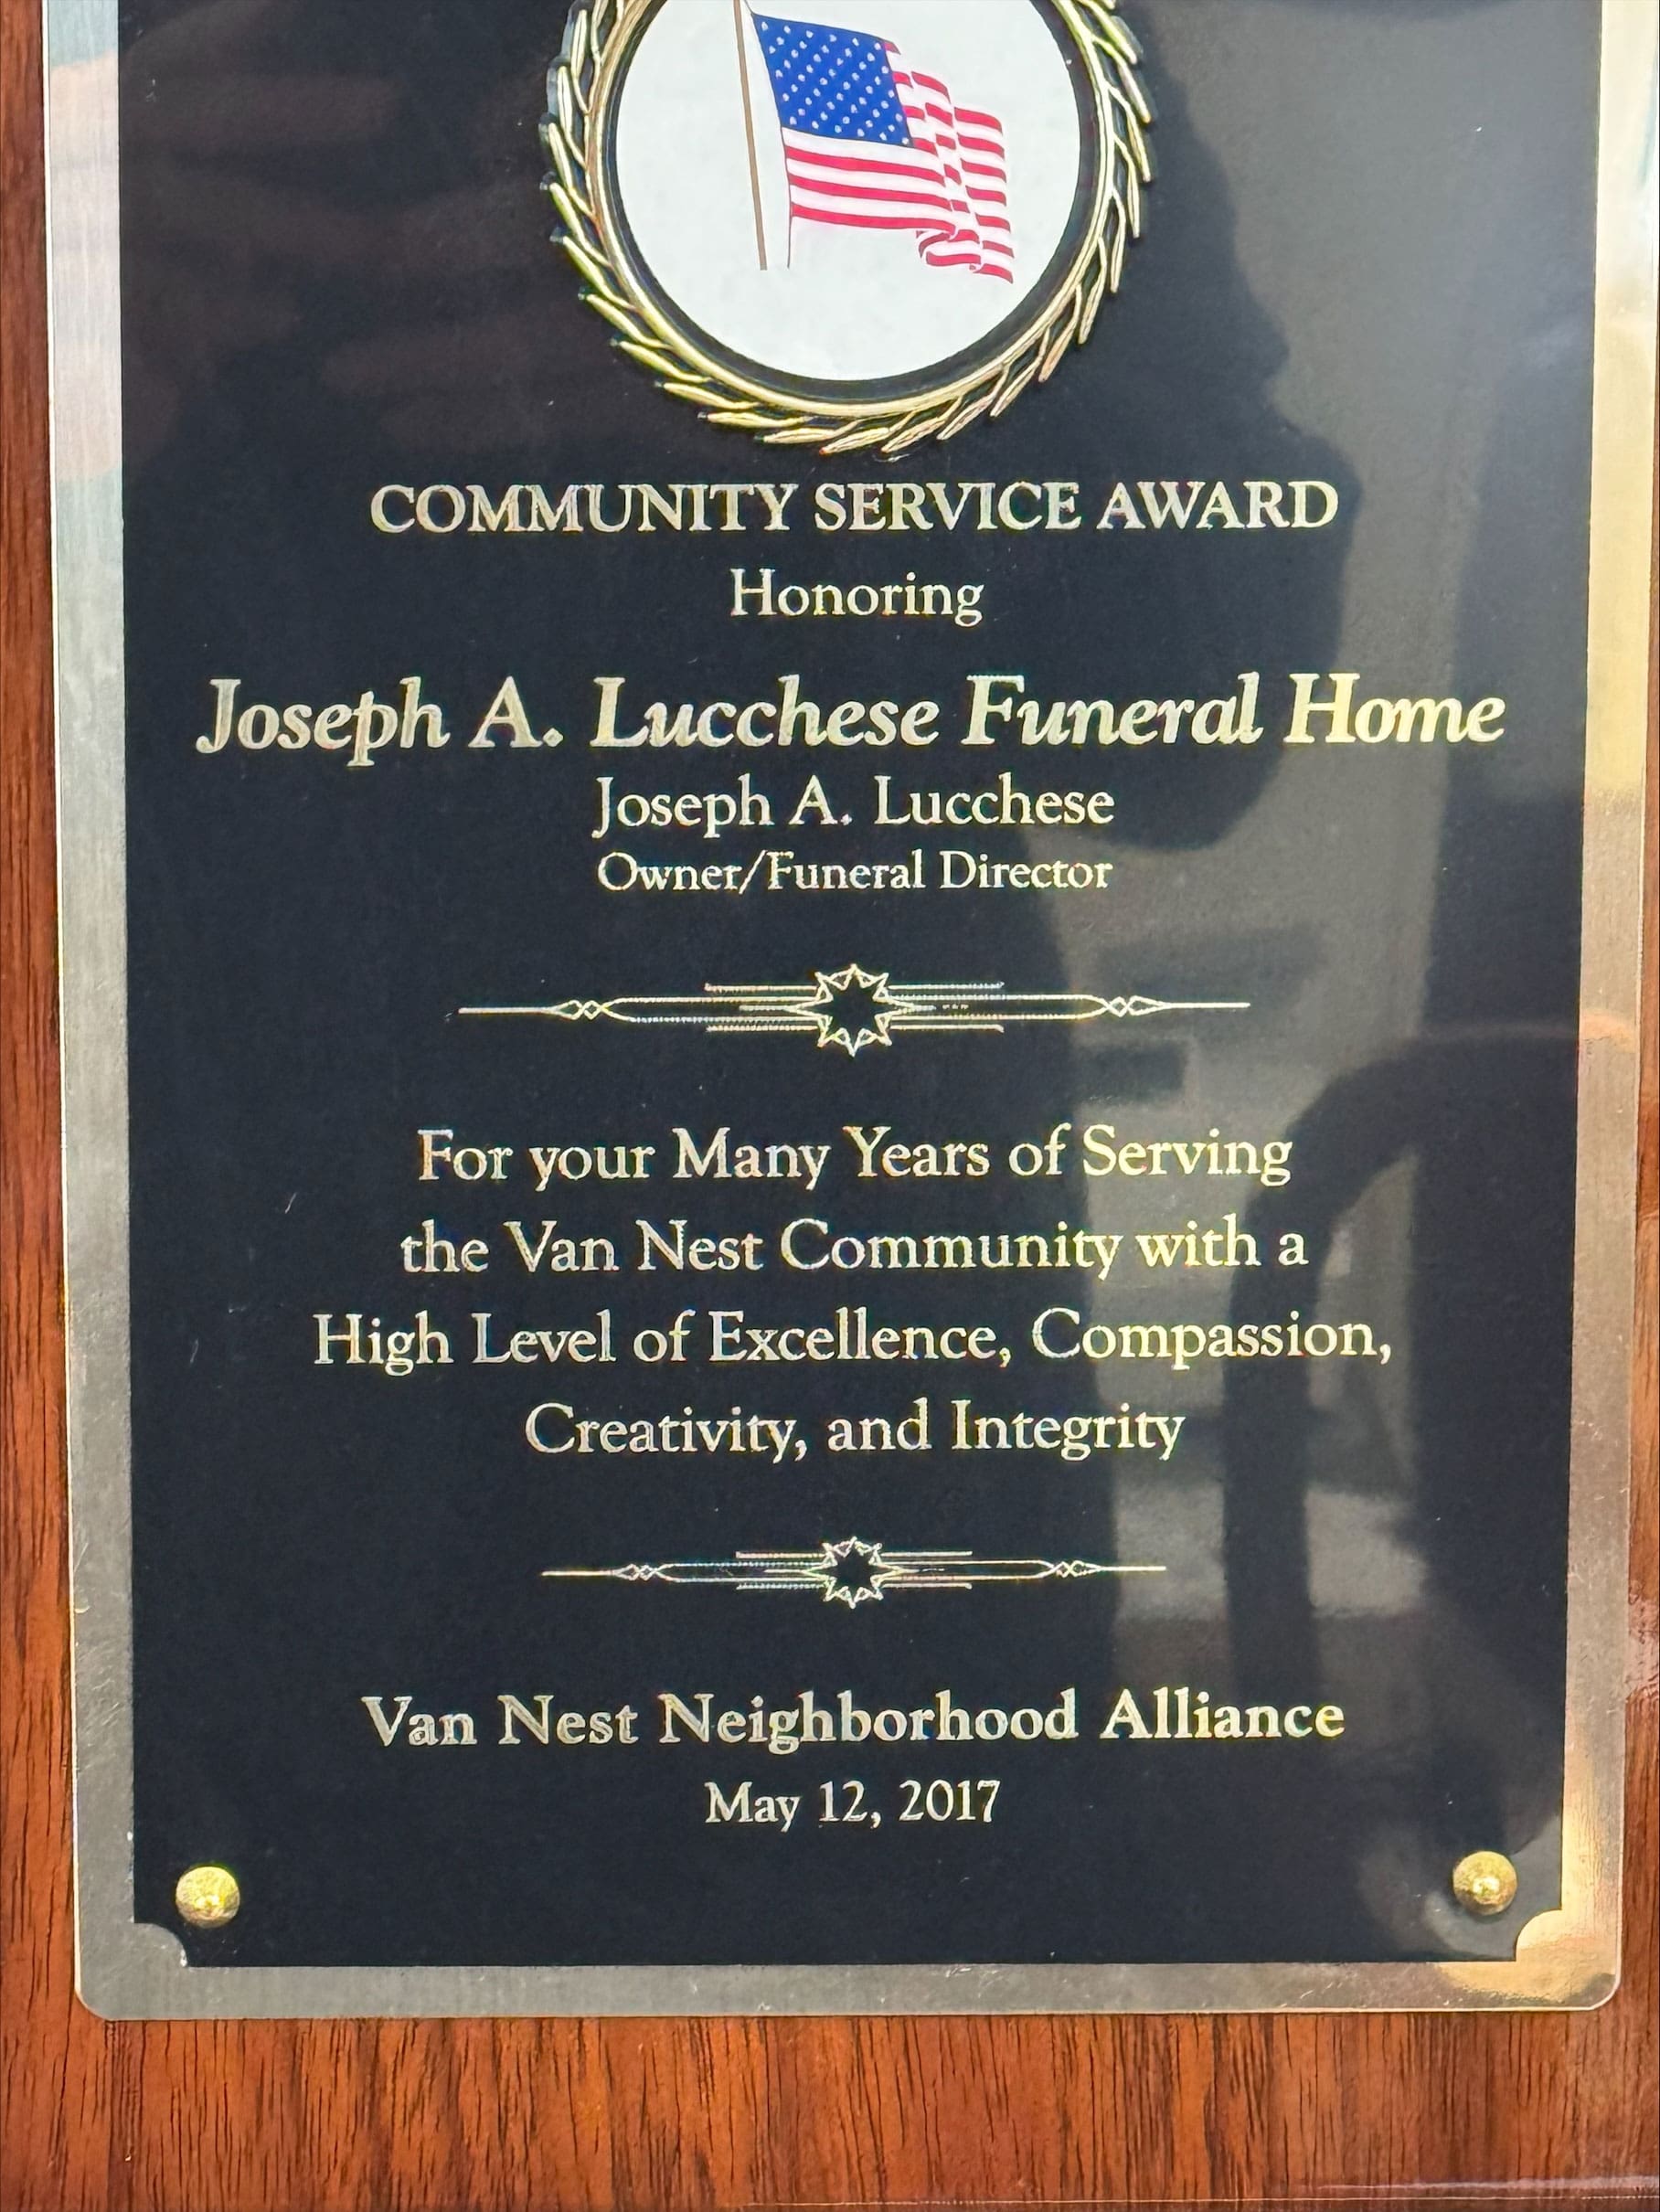 COMMUNITY SERVICE AWARD
Honoring
Joseph A. Lucchese Funeral Home
Joseph A. Lucchese
Owner/Funeral Director
For your Many Years of Serving
the Van Nest Community with a
High Level of Excellence, Compassion,
Creativity, and Integrity
Van Nest Neighborhood Alliance
May 12, 2017